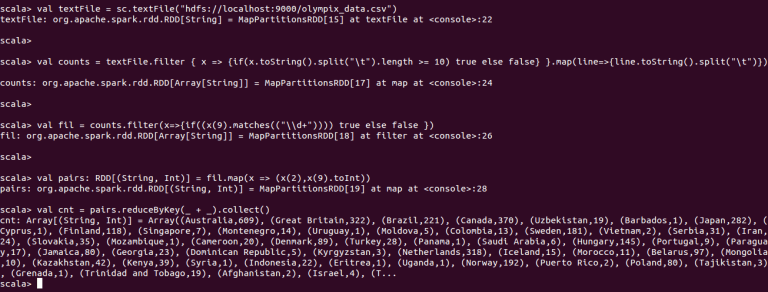 scala> val textFile = sc.textFile("hdfs://localhost:9000/olympix_data.csv")
textFile: org.apache.spark.rdd.RDD[String] = MapPartitionsRDD[15] at textFile at <console>:22
scala>
scala> val counts = textFile.filter { x => {if(x.toString().split("\t").length >= 10) true else false} }.map(line=>{line.toString().split("\t")})
counts: org.apache.spark.rdd.RDD[Array[String]] = MapPartitionsRDD[17] at map at <console>:24
scala>
scala> val fil = counts.filter(x=>{if((x(9).matches(("\\d+")))) true else false })
fil: org.apache.spark.rdd.RDD[Array[String]] = MapPartitionsRDD[18] at filter at <console>:26
scala>
scala> val pairs: RDD[(String, Int)] = fil.map(x => (x(2),x(9).toInt))
pairs: org.apache.spark.rdd.RDD[(String, Int)] = MapPartitionsRDD[19] at map at <console>:28
scala> val cnt = pairs.reduceByKey(_ + _).collect()
cnt: Array[(String, Int)] = Array((Australia,609), (Great Britain,322), (Brazil,221), (Canada,370), (Uzbekistan,19), (Barbados,1), (Japan,282), (
Cyprus,1), (Finland,118), (Singapore,7), (Montenegro,14), (Uruguay,1), (Moldova,5), (Colombia,13), (Sweden,181), (Vietnam,2), (Serbia,31), (Iran,
24), (Slovakia,35), (Mozambique,1), (Cameroon,20), (Denmark,89), (Turkey,28), (Panama,1), (Saudi Arabia,6), (Hungary,145), (Portugal,9), (Paragua
y,17), (Jamaica,80), (Georgia,23), (Dominican Republic,5), (Kyrgyzstan,3), (Netherlands,318), (Iceland,15), (Morocco,11), (Belarus,97), (Mongolia
,10), (Kazakhstan,42), (Kenya,39), (Syria,1), (Indonesia,22), (Eritrea,1), (Uganda,1), (Norway,192), (Puerto Rico,2), (Poland,80), (Tajikistan,3)
, (Grenada,1), (Trinidad and Tobago,19), (Afghanistan,2), (Israel,4), (T...
scala>